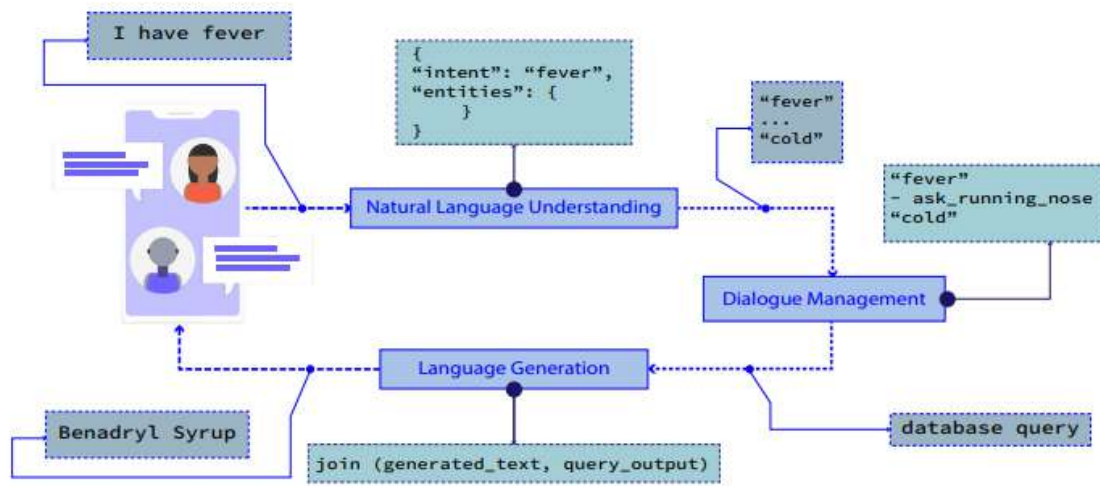 I have fever
{
“intent”: “fever”,
“entities”: {
}
}
“fever”
...
“cold”
Natural Language Understanding
“fever”
- ask_running_nose
“cold”
Dialogue Management
Language Generation
Benadryl Syrup
database query
join (generated_text, query_output)